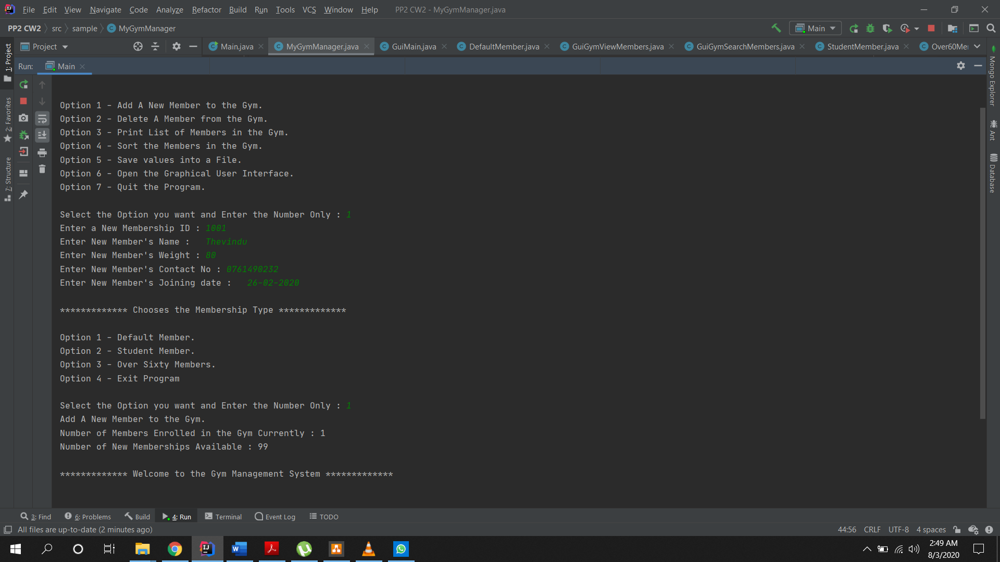 File Edit View Navigate Code Analyze Refactor Build Run Tools VCS Window Help PP2 CW2 - MyGymManager.java
PP2 CW2 src sample MyGymManager Main
Project Main.java MyGymManager.java GuiMain.java DefaultMember.java GuiGymViewMembers.java GuiGymSearchMembers.java StudentMember.java Over60Me
Run: Main
1: Project
2: Favorites
7: Structure
Mongo Explorer
Ant
Database
Option 1 - Add A New Member to the Gym.
Option 2 - Delete A Member from the Gym.
Option 3 - Print List of Members in the Gym.
Option 4 - Sort the Members in the Gym.
Option 5 - Save values into a File.
Option 6 - Open the Graphical User Interface.
Option 7 - Quit the Program.
Select the Option you want and Enter the Number Only : 1
Enter a New Membership ID : 1001
Enter New Member's Name :   Thevindu
Enter New Member's Weight : 80
Enter New Member's Contact No : 0761490232
Enter New Member's Joining date :   26-02-2020
************* Chooses the Membership Type *************
Option 1 - Default Member.
Option 2 - Student Member.
Option 3 - Over Sixty Members.
Option 4 - Exit Program
Select the Option you want and Enter the Number Only : 1
Add A New Member to the Gym.
Number of Members Enrolled in the Gym Currently : 1
Number of New Memberships Available : 99
************* Welcome to the Gym Management System *************
3: Find 6: Problems Build 4: Run Terminal Event Log TODO
All files are up-to-date (2 minutes ago) 44:56 CRLF UTF-8 4 spaces
2:49 AM
8/3/2020